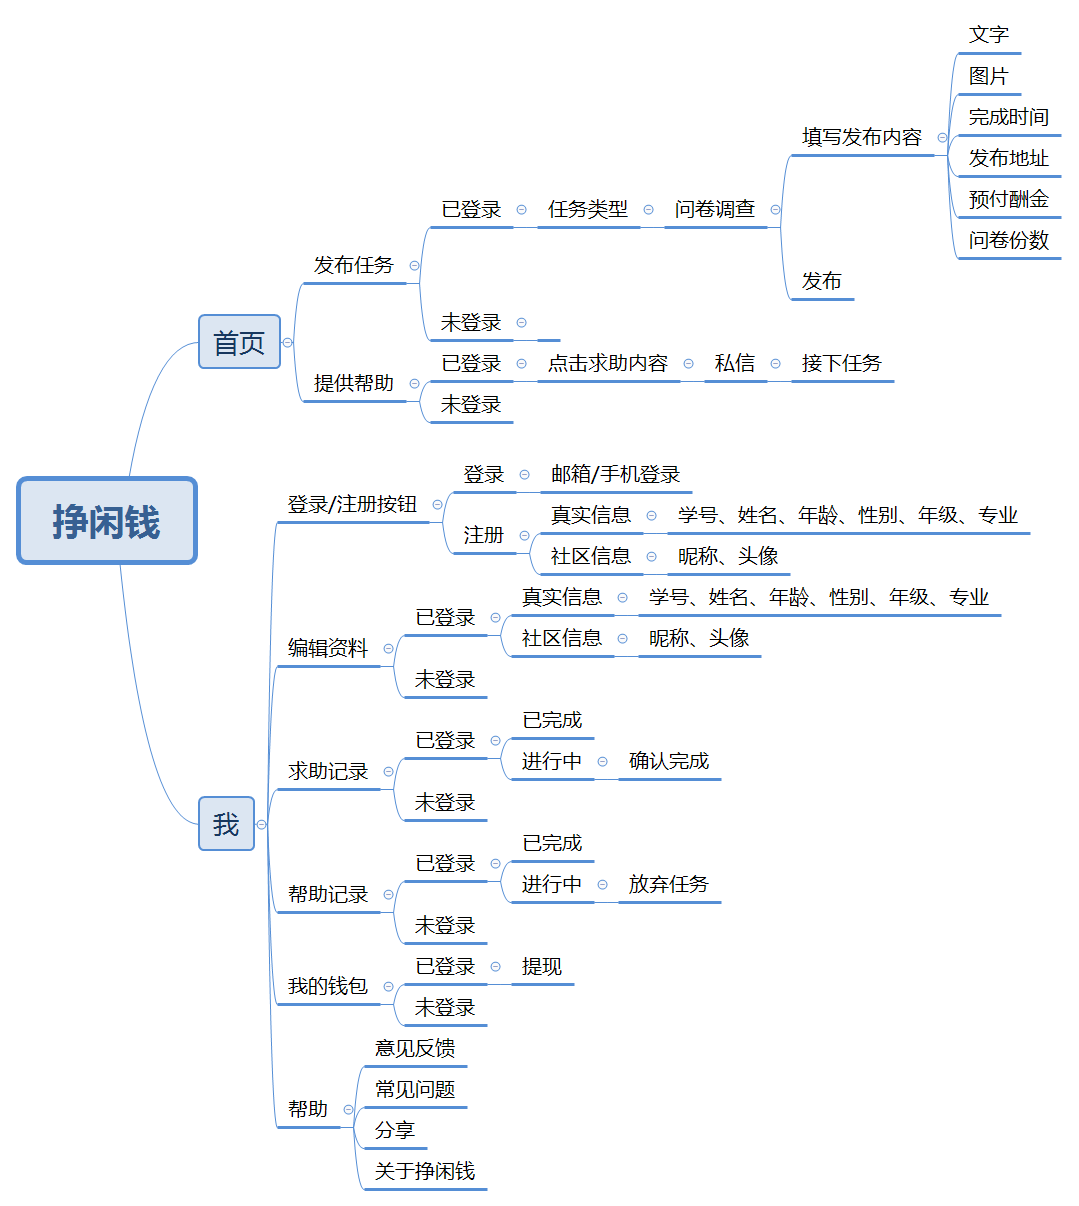 挣闲钱
首页
发布任务
已登录
任务类型
问卷调查
填写发布内容
文字
图片
完成时间
发布地址
预付酬金
问卷份数
发布
未登录
提供帮助
已登录
点击求助内容
私信
接下任务
未登录
我
登录/注册按钮
登录
邮箱/手机登录
注册
真实信息
学号、姓名、年龄、性别、年级、专业
社区信息
昵称、头像
编辑资料
已登录
真实信息
学号、姓名、年龄、性别、年级、专业
社区信息
昵称、头像
未登录
求助记录
已登录
已完成
进行中
确认完成
未登录
帮助记录
已登录
已完成
进行中
放弃任务
未登录
我的钱包
已登录
提现
未登录
帮助
意见反馈
常见问题
分享
关于挣闲钱